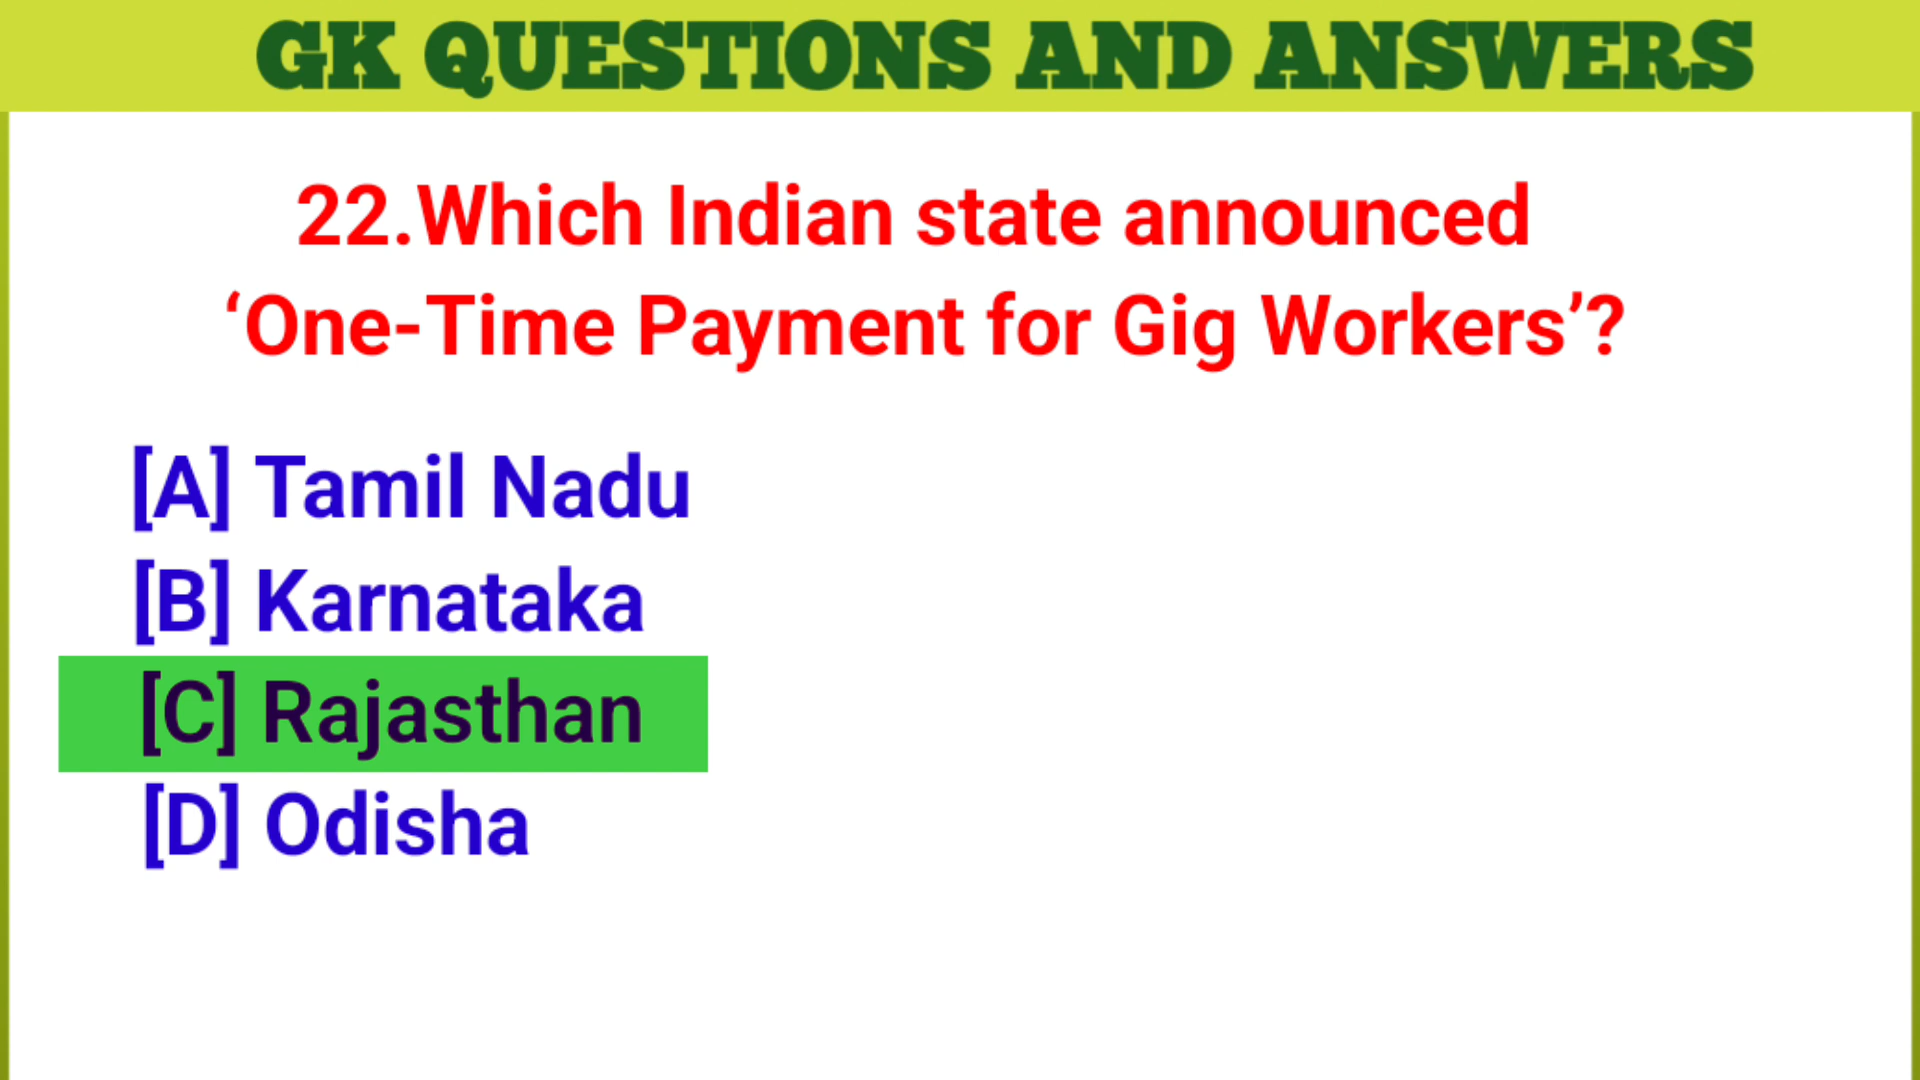 GK QUESTIONS AND ANSWERS
22.Which Indian state announced
‘One-Time Payment for Gig Workers’?
[A] Tamil Nadu
[B] Karnataka
[C] Rajasthan
[D] Odisha